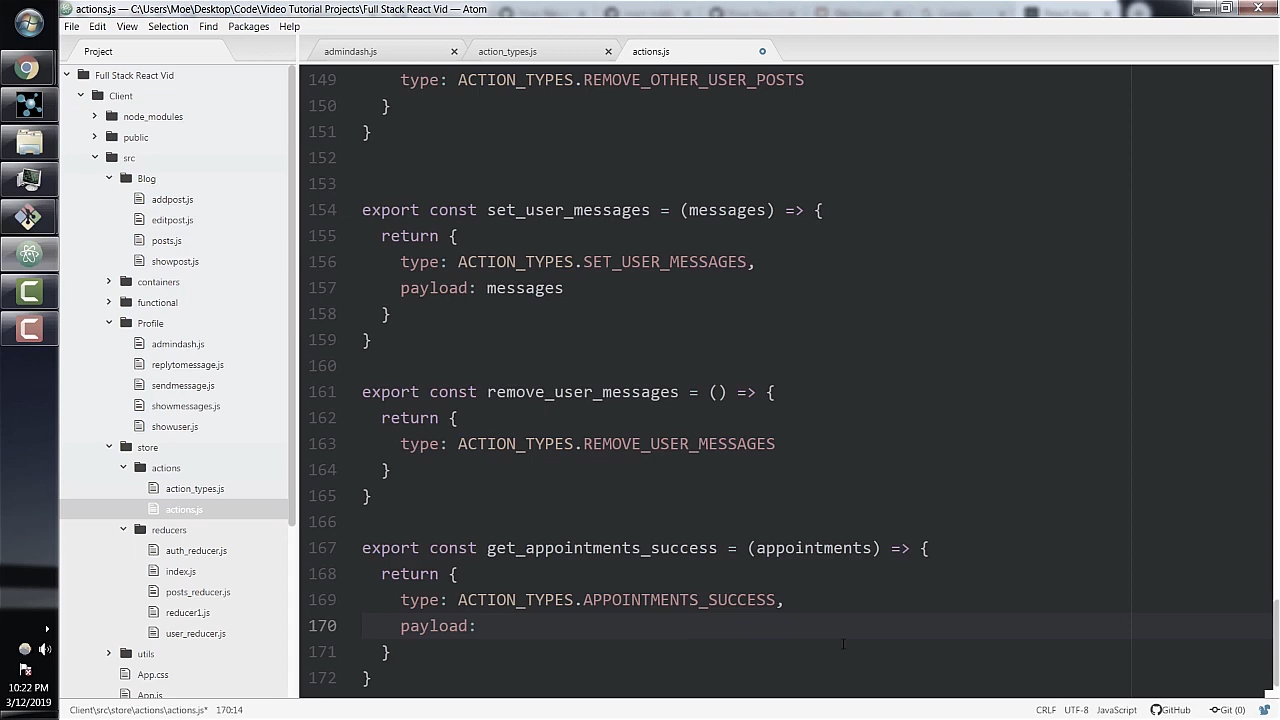 actions.js — C:\Users\Moe\Desktop\Code\Video Tutorial Projects\Full Stack React Vid — Atom
File Edit View Selection Find Packages Help
Project
admindash.js
action_types.js
actions.js
Full Stack React Vid
Client
node_modules
public
src
Blog
addpost.js
editpost.js
posts.js
showpost.js
containers
functional
Profile
admindash.js
replytomessage.js
sendmessage.js
showmessages.js
showuser.js
store
actions
action_types.js
actions.js
reducers
auth_reducer.js
index.js
posts_reducer.js
reducer1.js
user_reducer.js
utils
App.css
App.js
149 type: ACTION_TYPES.REMOVE_OTHER_USER_POSTS
150 }
151 }
152
153
154 export const set_user_messages = (messages) => {
155 return {
156 type: ACTION_TYPES.SET_USER_MESSAGES,
157 payload: messages
158 }
159 }
160
161 export const remove_user_messages = () => {
162 return {
163 type: ACTION_TYPES.REMOVE_USER_MESSAGES
164 }
165 }
166
167 export const get_appointments_success = (appointments) => {
168 return {
169 type: ACTION_TYPES.APPOINTMENTS_SUCCESS,
170 payload:
171 }
172 }
10:22 PM
3/12/2019
Client\src\store\actions\actions.js* 170:14
CRLF UTF-8 JavaScript GitHub Git (0)